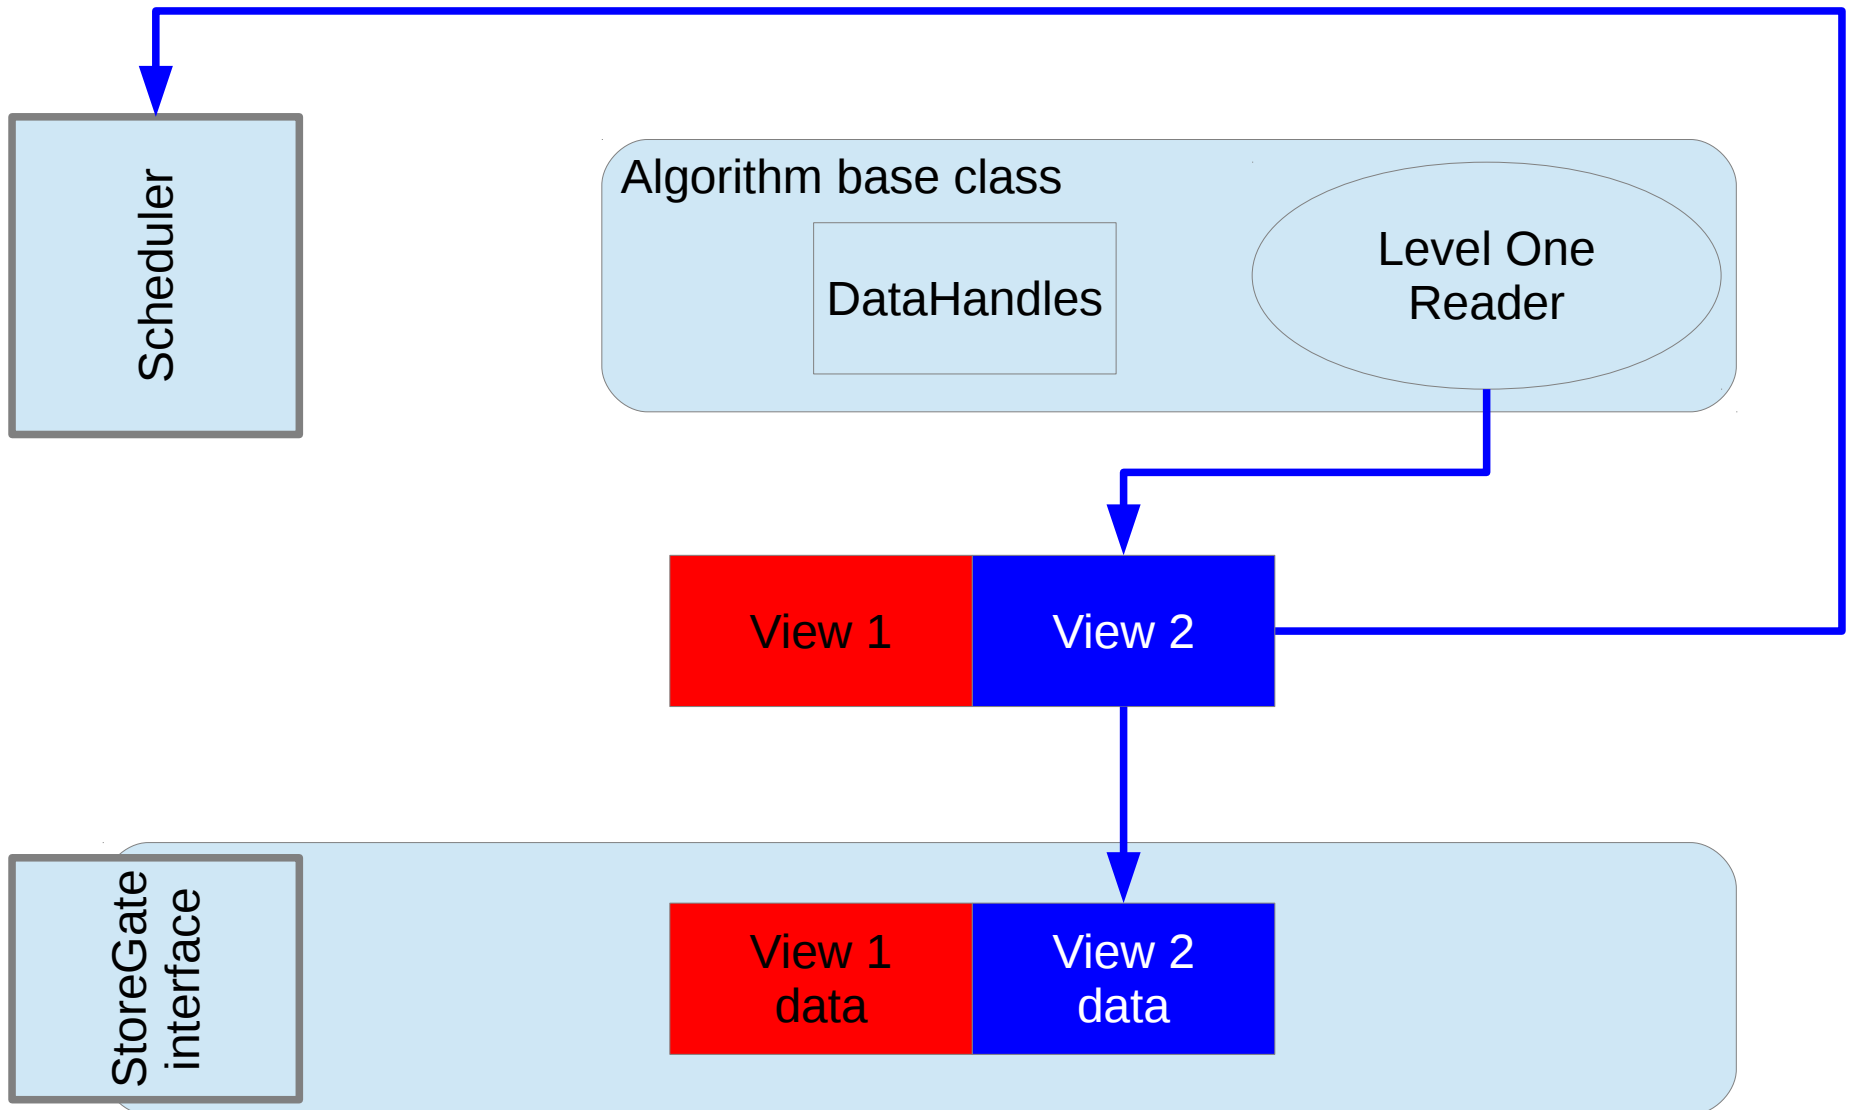 Scheduler
Algorithm base class
DataHandles
Level One
Reader
View 1
View 2
StoreGate
interface
View 1
data
View 2
data